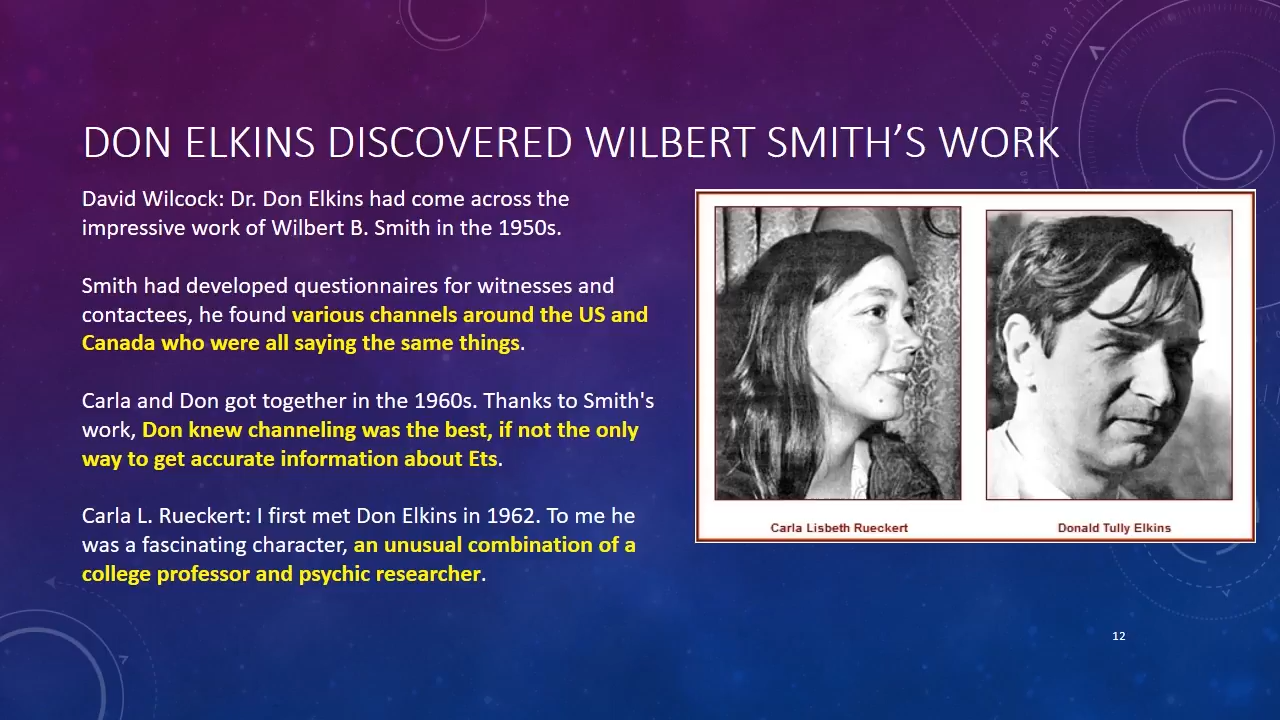 DON ELKINS DISCOVERED WILBERT SMITH’S WORK
David Wilcock: Dr. Don Elkins had come across the
impressive work of Wilbert B. Smith in the 1950s.
Smith had developed questionnaires for witnesses and
contactees, he found various channels around the US and
Canada who were all saying the same things.
Carla and Don got together in the 1960s. Thanks to Smith's
work, Don knew channeling was the best, if not the only
way to get accurate information about Ets.
Carla L. Rueckert: I first met Don Elkins in 1962. To me he
was a fascinating character, an unusual combination of a
college professor and psychic researcher.
Carla Lisbeth Rueckert
Donald Tully Elkins
12